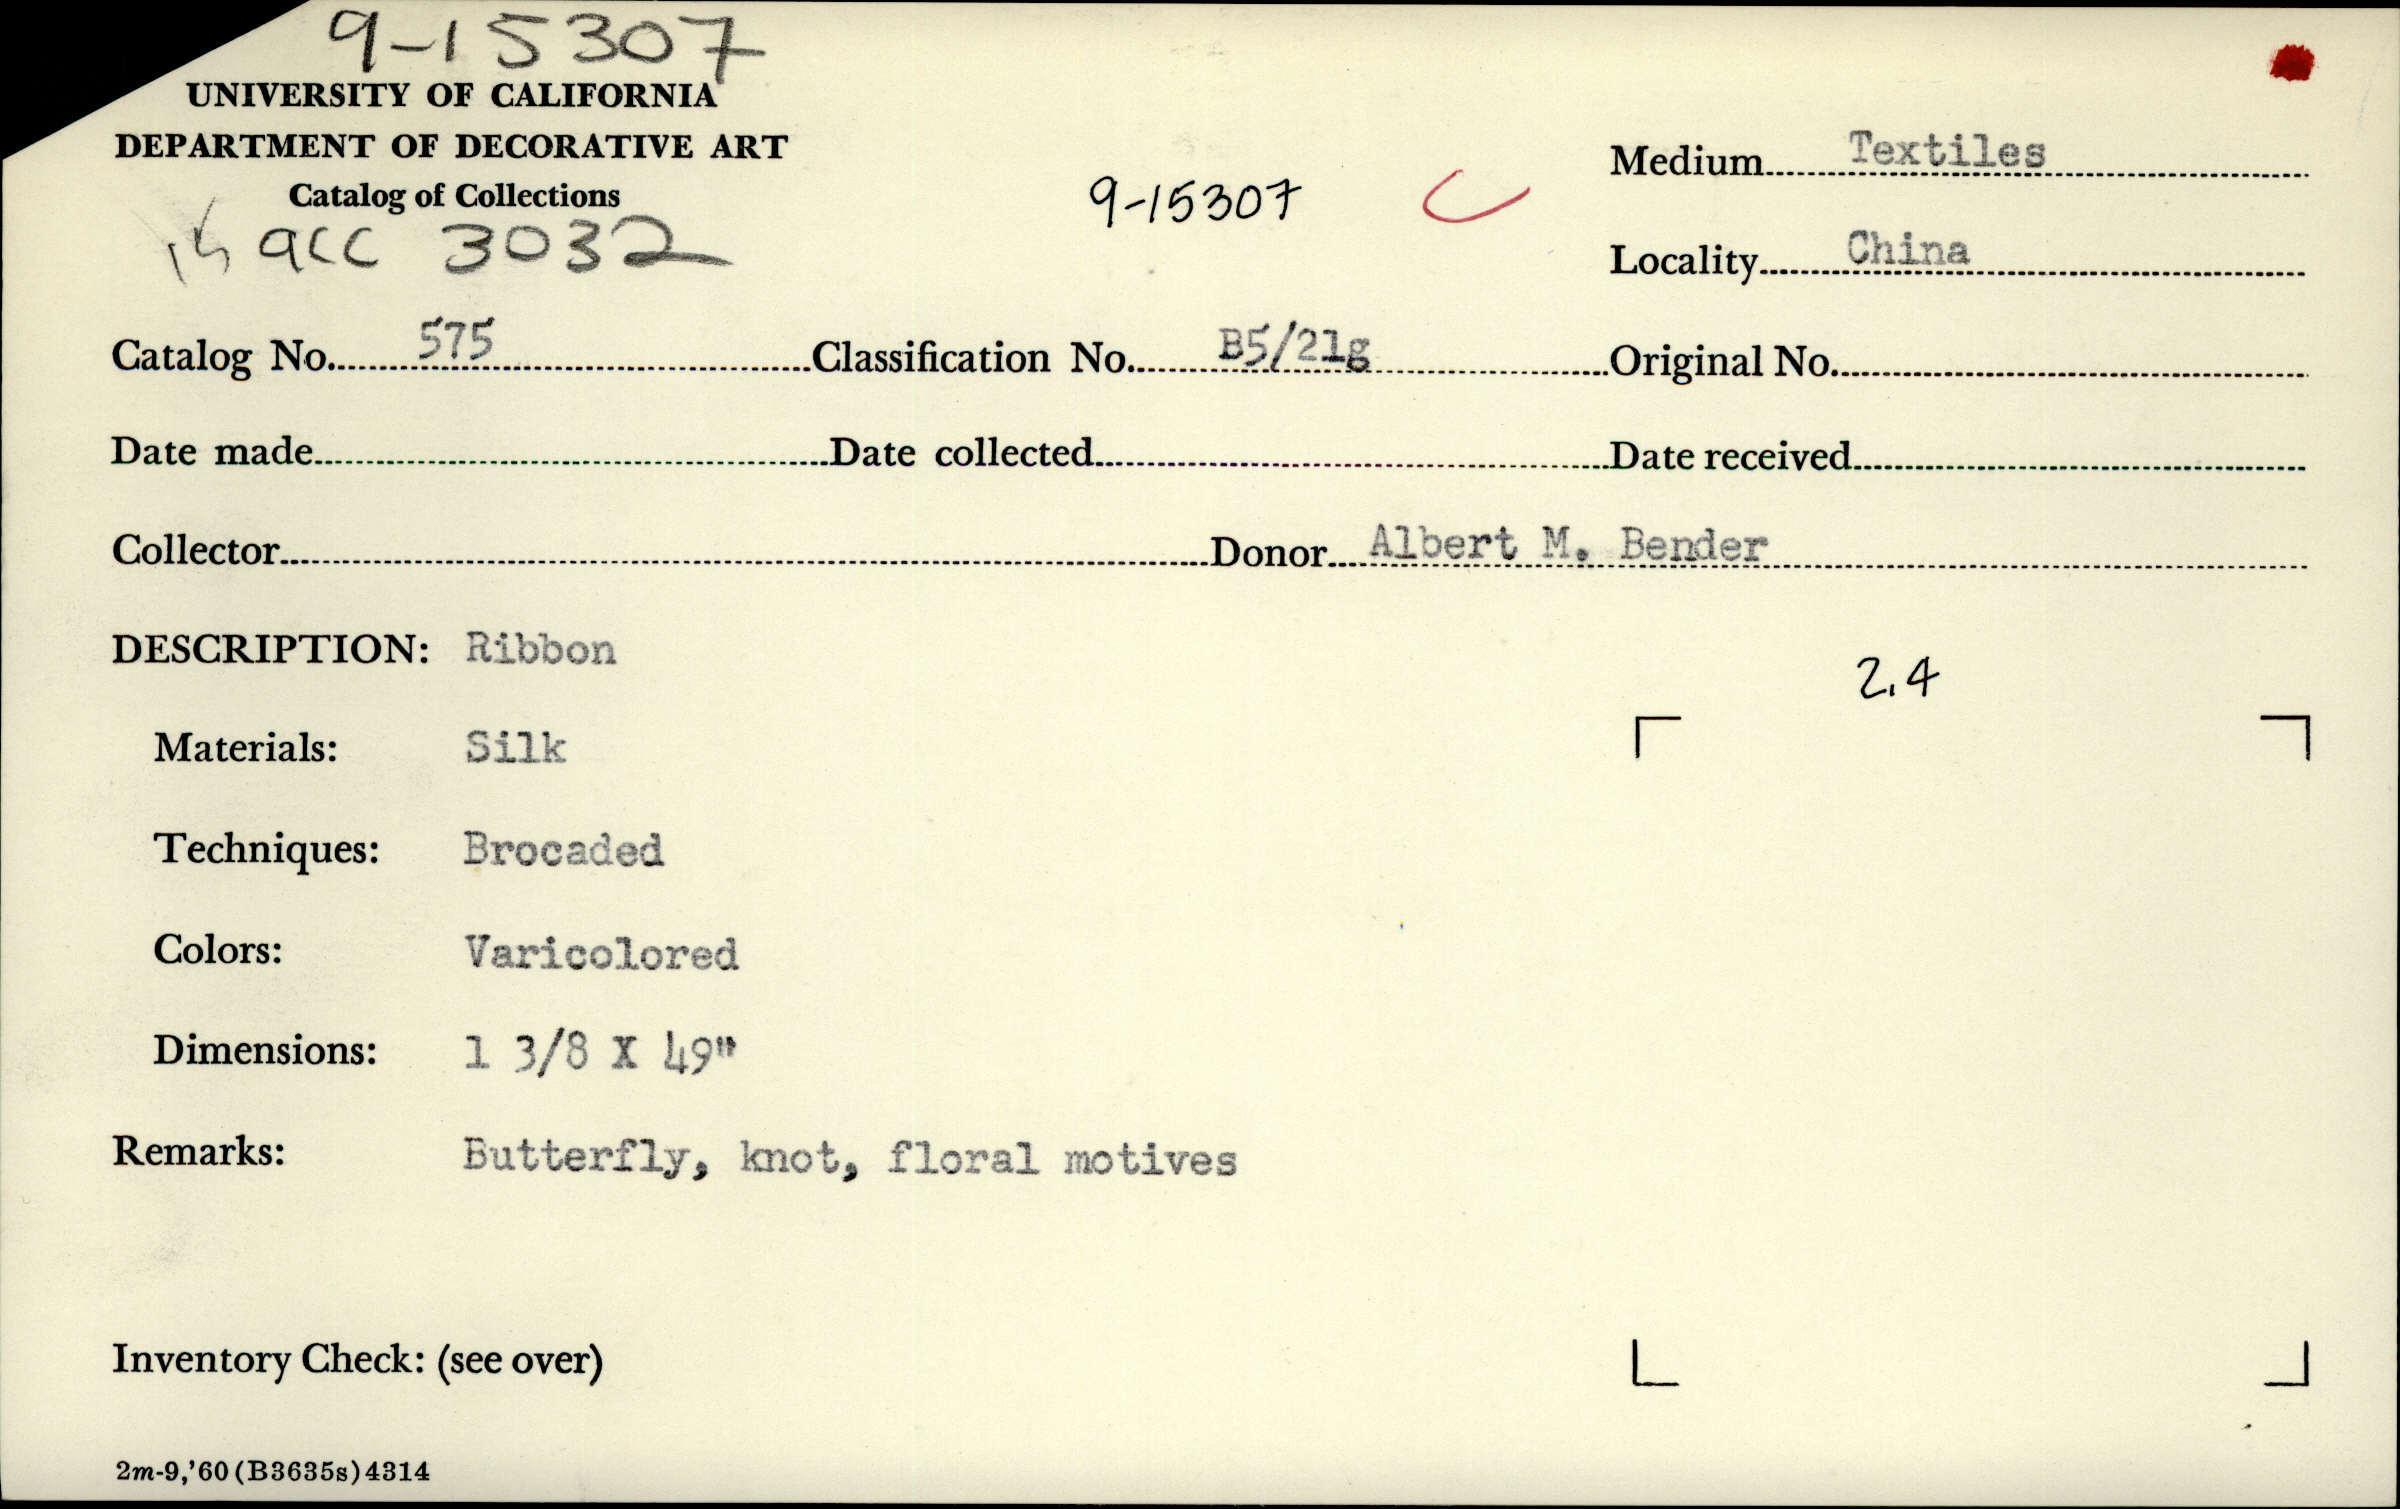 9-15307
UNIVERSITY OF CALIFORNIA
DEPARTMENT OF DECORATIVE ART
Catalog of Collections
acc 3032
9-15307
Medium Textiles
Locality China
Catalog No. 575 Classification No. B5/21g Original No.
Date made Date collected Date received
Collector Donor Albert M. Bender
DESCRIPTION: Ribbon
2.4
Materials: Silk
Techniques: Brocaded
Colors: Varicolored
Dimensions: 1 3/8 X 49"
Remarks: Butterfly, knot, floral motives
Inventory Check: (see over)
2m-9,'60(B3635s)4314